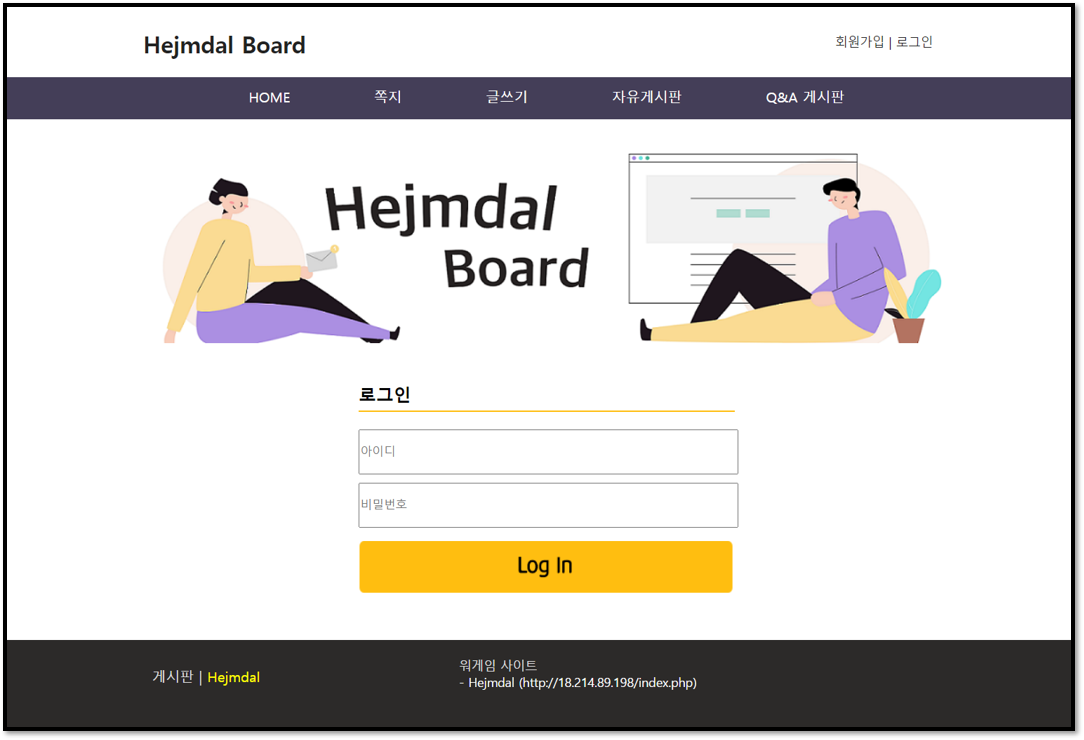 Hejmdal Board
회원가입 | 로그인
HOME 쪽지 글쓰기 자유게시판 Q&A 게시판
Hejmdal
Board
로그인
아이디
비밀번호
Log In
게시판 | Hejmdal
워게임 사이트
- Hejmdal (http://18.214.89.198/index.php)